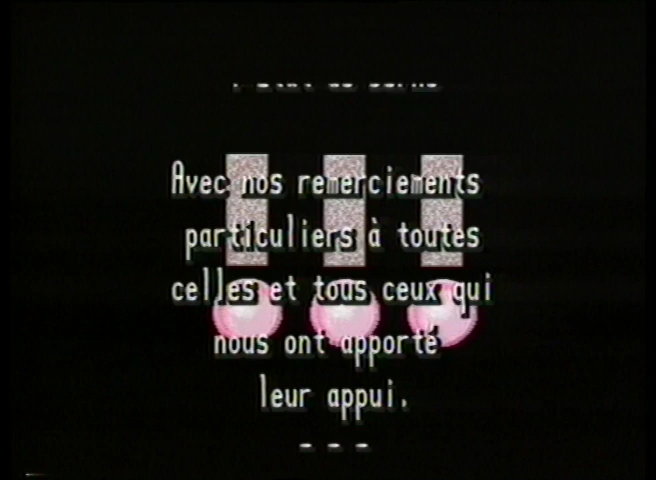 Avec nos remerciements
particuliers à toutes
celles et tous ceux qui
nous ont apporté
leur appui.
- - -